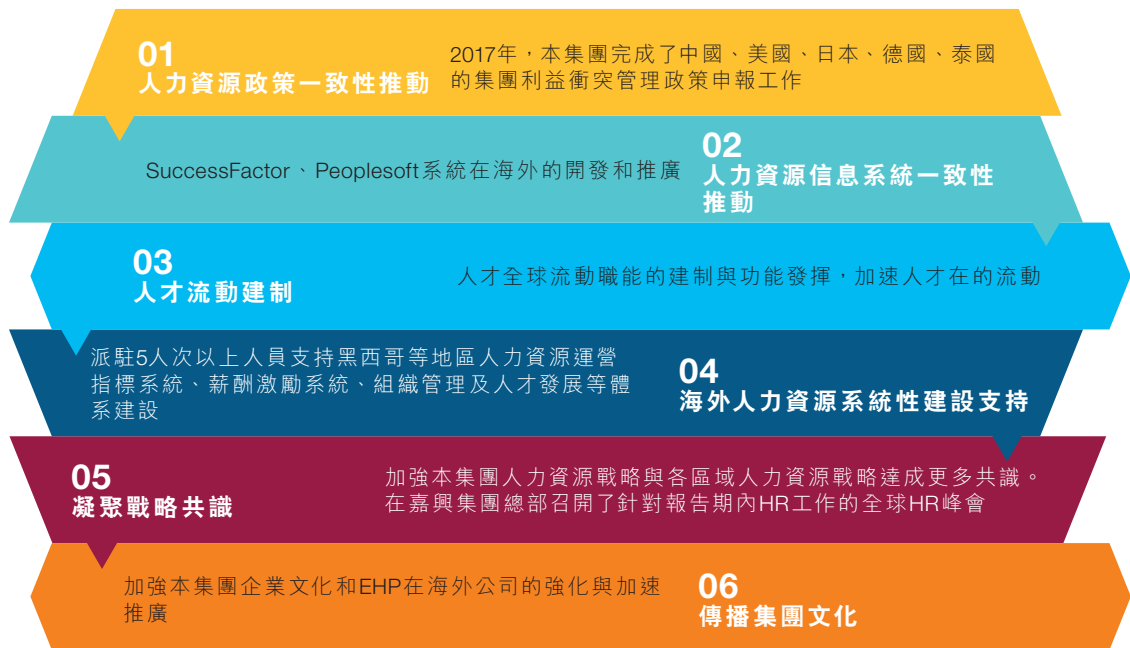 01
人力資源政策一致性推動
2017年，本集團完成了中國、美國、日本、德國、泰國
的集團利益衝突管理政策申報工作
SuccessFactor、Peoplesoft系統在海外的開發和推廣
02
人力資源信息系統一致性
推動
03
人才流動建制
人才全球流動職能的建制與功能發揮，加速人才在的流動
派駐5人次以上人員支持黑西哥等地區人力資源運營
指標系統、薪酬激勵系統、組織管理及人才發展等體
系建設
04
海外人力資源系統性建設支持
05
凝聚戰略共識
加強本集團人力資源戰略與各區域人力資源戰略達成更多共識。
在嘉興集團總部召開了針對報告期內HR工作的全球HR峰會
加強本集團企業文化和EHP在海外公司的強化與加速
推廣
06
傳播集團文化